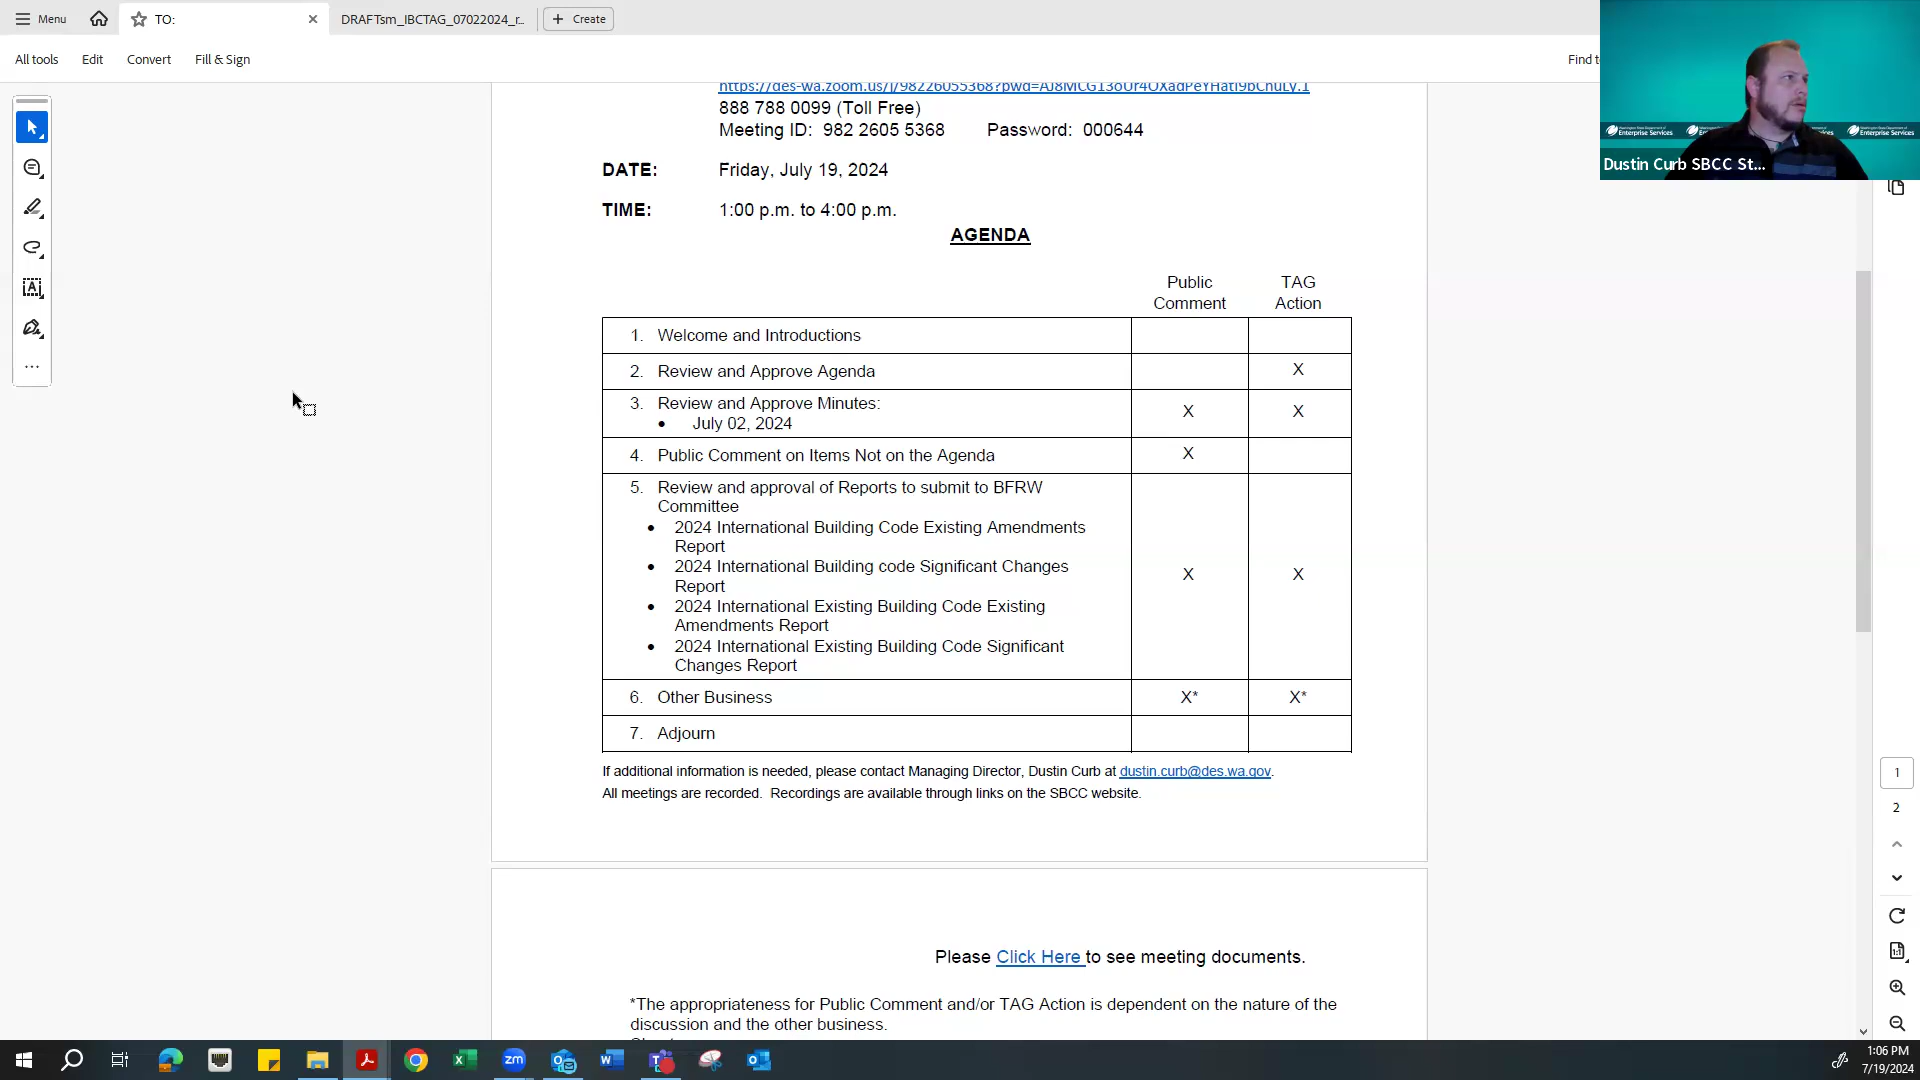 Menu
TO:
DRAFTsm_IBCTAG_07022024_r...
Create
All tools
Edit
Convert
Fill & Sign
Find t
888 788 0099 (Toll Free)
Meeting ID: 982 2605 5368 Password: 000644
DATE: Friday, July 19, 2024
TIME: 1:00 p.m. to 4:00 p.m.
AGENDA
Public Comment
TAG Action
1. Welcome and Introductions
2. Review and Approve Agenda X
3. Review and Approve Minutes:
• July 02, 2024
X X
4. Public Comment on Items Not on the Agenda X
5. Review and approval of Reports to submit to BFRW
Committee
• 2024 International Building Code Existing Amendments
Report
• 2024 International Building code Significant Changes
Report
• 2024 International Existing Building Code Existing
Amendments Report
• 2024 International Existing Building Code Significant
Changes Report
X X
6. Other Business X* X*
7. Adjourn
If additional information is needed, please contact Managing Director, Dustin Curb at dustin.curb@des.wa.gov.
All meetings are recorded. Recordings are available through links on the SBCC website.
Please Click Here to see meeting documents.
*The appropriateness for Public Comment and/or TAG Action is dependent on the nature of the
discussion and the other business.
Enterprise Services
Enterprise Services
Dustin Curb SBCC St...
1
2
1:06 PM
7/19/2024